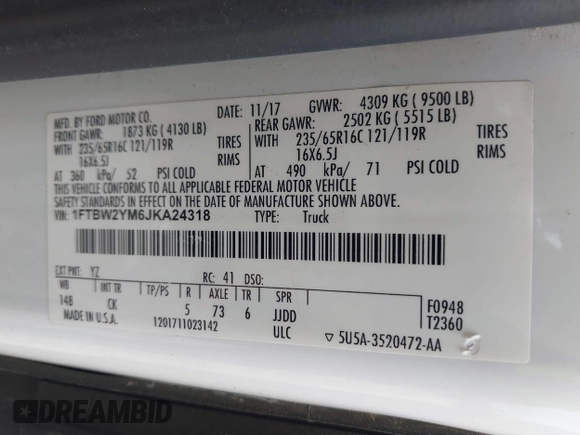 MFD. BY FORD MOTOR CO.
DATE: 11/17 GVWR: 4309 KG ( 9500 LB)
FRONT GAWR: 1873 KG ( 4130 LB) REAR GAWR: 2502 KG ( 5515 LB)
WITH 235/65R16C 121/119R TIRES WITH 235/65R16C 121/119R TIRES
16X6.5J RIMS 16X6.5J RIMS
AT 360 kPa/ 52 PSI COLD AT 490 kPa/ 71 PSI COLD
THIS VEHICLE CONFORMS TO ALL APPLICABLE FEDERAL MOTOR VEHICLE
SAFETY STANDARDS IN EFFECT ON THE DATE OF MANUFACTURE SHOWN ABOVE.
VIN: 1FTBW2YM6JKA24318 TYPE: Truck
EXT PNT: YZ RC: 41 DSO:
WB INT TR TP/PS R AXLE TR SPR
148 CK 5 73 6 JJDD
F0948
T2360
MADE IN U.S.A. 1201711023142 ULC ▽ 5U5A-3520472-AA
DREAMBID